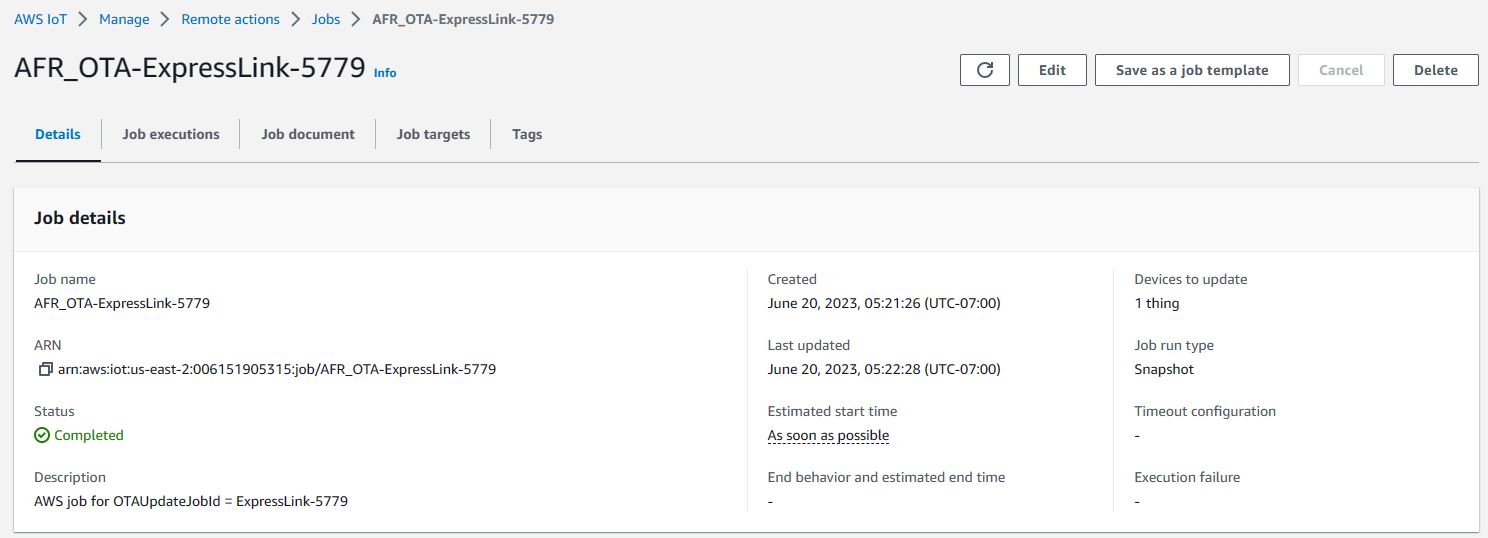 AWS IoT > Manage > Remote actions > Jobs > AFR_OTA-ExpressLink-5779
AFR_OTA-ExpressLink-5779 Info
Edit Save as a job template Cancel Delete
Details Job executions Job document Job targets Tags
Job details
Job name
AFR_OTA-ExpressLink-5779
ARN
arn:aws:iot:us-east-2:006151905315:job/AFR_OTA-ExpressLink-5779
Status
Completed
Description
AWS job for OTAUpdateJobId = ExpressLink-5779
Created
June 20, 2023, 05:21:26 (UTC-07:00)
Last updated
June 20, 2023, 05:22:28 (UTC-07:00)
Estimated start time
As soon as possible
End behavior and estimated end time
-
Devices to update
1 thing
Job run type
Snapshot
Timeout configuration
-
Execution failure
-